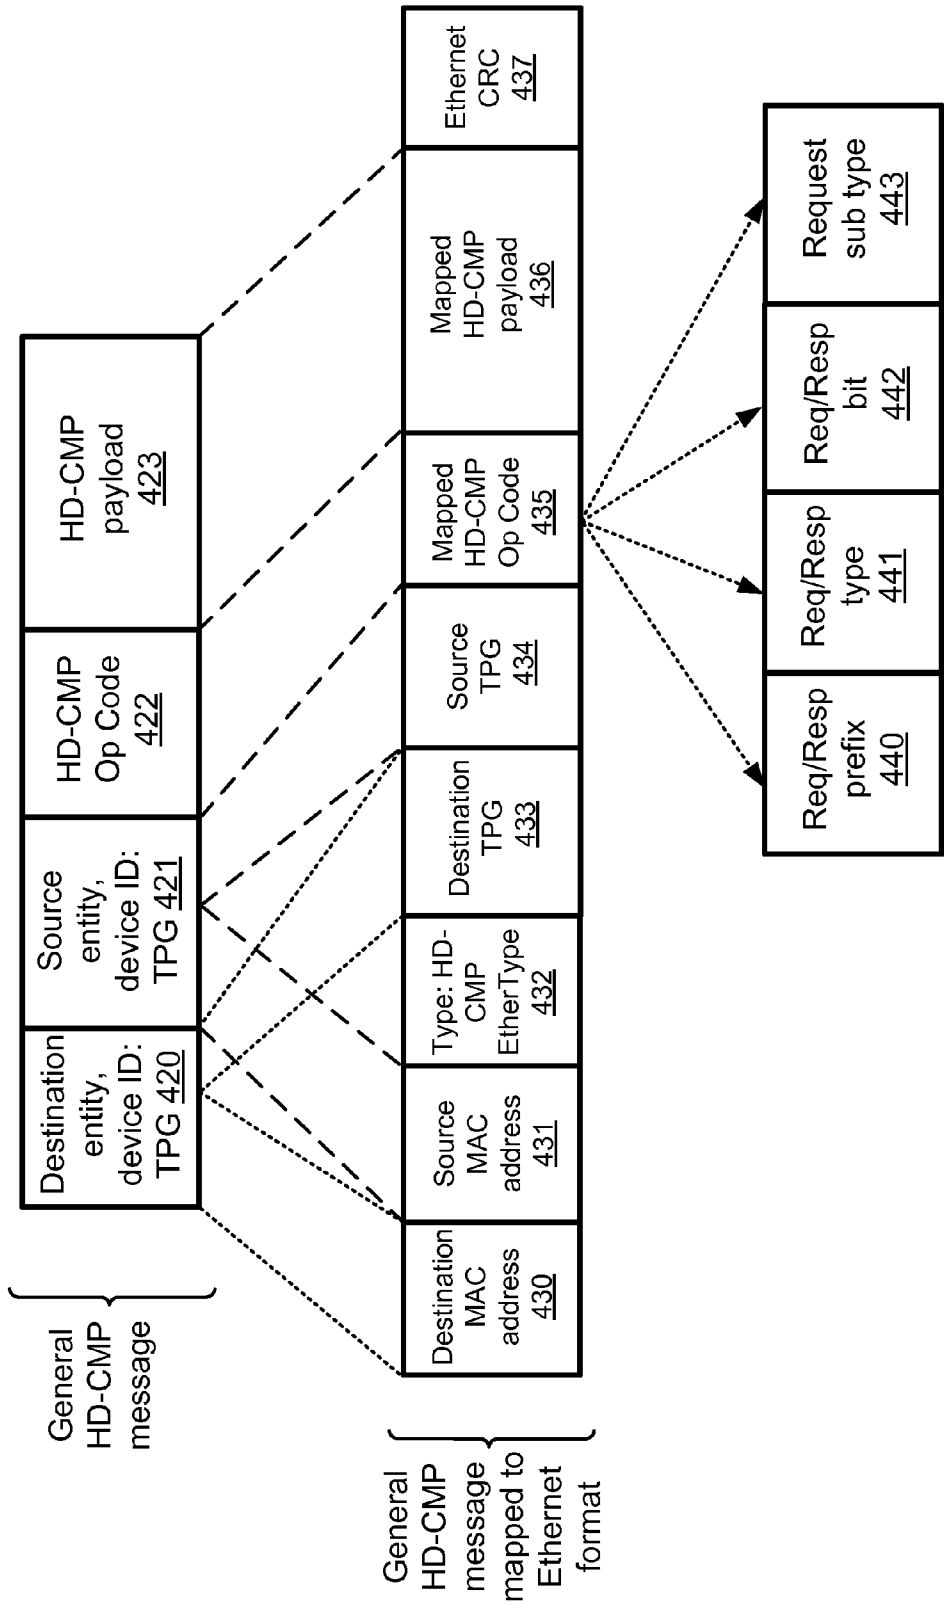 General
HD-CMP
message
Destination
entity,
device ID:
TPG 420
Source
entity,
device ID:
TPG 421
HD-CMP
Op Code
422
HD-CMP
payload
423
General
HD-CMP
message
mapped to
Ethernet
format
Destination
MAC
address
430
Source
MAC
address
431
Type: HD-
CMP
EtherType
432
Destination
TPG
433
Source
TPG
434
Mapped
HD-CMP
Op Code
435
Mapped
HD-CMP
payload
436
Ethernet
CRC
437
Req/Resp
prefix
440
Req/Resp
type
441
Req/Resp
bit
442
Request
sub type
443